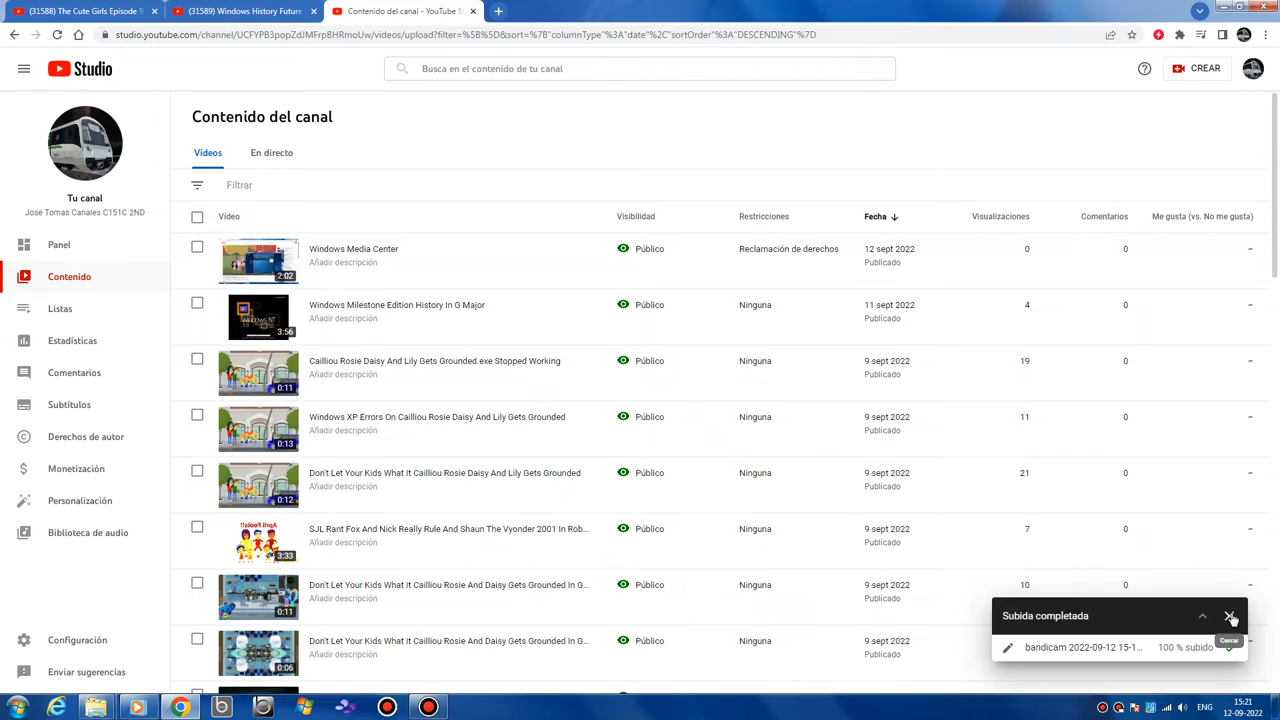 (31588) The Cute Girls Episode 9
(31589) Windows History Future
Contenido del canal - YouTube S
studio.youtube.com/channel/UCFYPB3popZdJMFrpBHRmoUw/videos/upload?filter=%5B%5D&sort=%7B"columnType"%3A"date"%2C"sortOrder"%3A"DESCENDING"%7D
Studio
Busca en el contenido de tu canal
CREAR
Contenido del canal
Vídeos
En directo
Filtrar
Tu canal
Jose Tomas Canales C151C 2ND
Panel
Contenido
Listas
Estadísticas
Comentarios
Subtítulos
Derechos de autor
Monetización
Personalización
Biblioteca de audio
Configuración
Enviar sugerencias
Vídeo Visibilidad Restricciones Fecha Visualizaciones Comentarios Me gusta (vs. No me gusta)
Windows Media Center Público Reclamación de derechos 12 sept 2022 0 0 –
Añadir descripción Publicado
2:02
Windows Milestone Edition History In G Major Público Ninguna 11 sept 2022 4 0 –
Añadir descripción Publicado
3:56
Cailliou Rosie Daisy And Lily Gets Grounded.exe Stopped Working Público Ninguna 9 sept 2022 19 0 –
Añadir descripción Publicado
0:11
Windows XP Errors On Cailliou Rosie Daisy And Lily Gets Grounded Público Ninguna 9 sept 2022 11 0 –
Añadir descripción Publicado
0:13
Don't Let Your Kids What It Cailliou Rosie Daisy And Lily Gets Grounded Público Ninguna 9 sept 2022 21 0 –
Añadir descripción Publicado
0:12
SJL Rant Fox And Nick Really Rule And Shaun The Vyonder 2001 In Rob... Público Ninguna 9 sept 2022 7 0 –
Añadir descripción Publicado
3:33
Don't Let Your Kids What It Cailliou Rosie And Daisy Gets Grounded In G... Público Ninguna 9 sept 2022 10 0
Añadir descripción Publicado
0:11
Don't Let Your Kids What It Cailliou Rosie And Daisy Gets Grounded In G... Público Ninguna 9 sept 2022
Añadir descripción Publicado
0:06
Subida completada
Cerrar
bandicam 2022-09-12 15-1... 100 % subido
ENG
15:21
12-09-2022